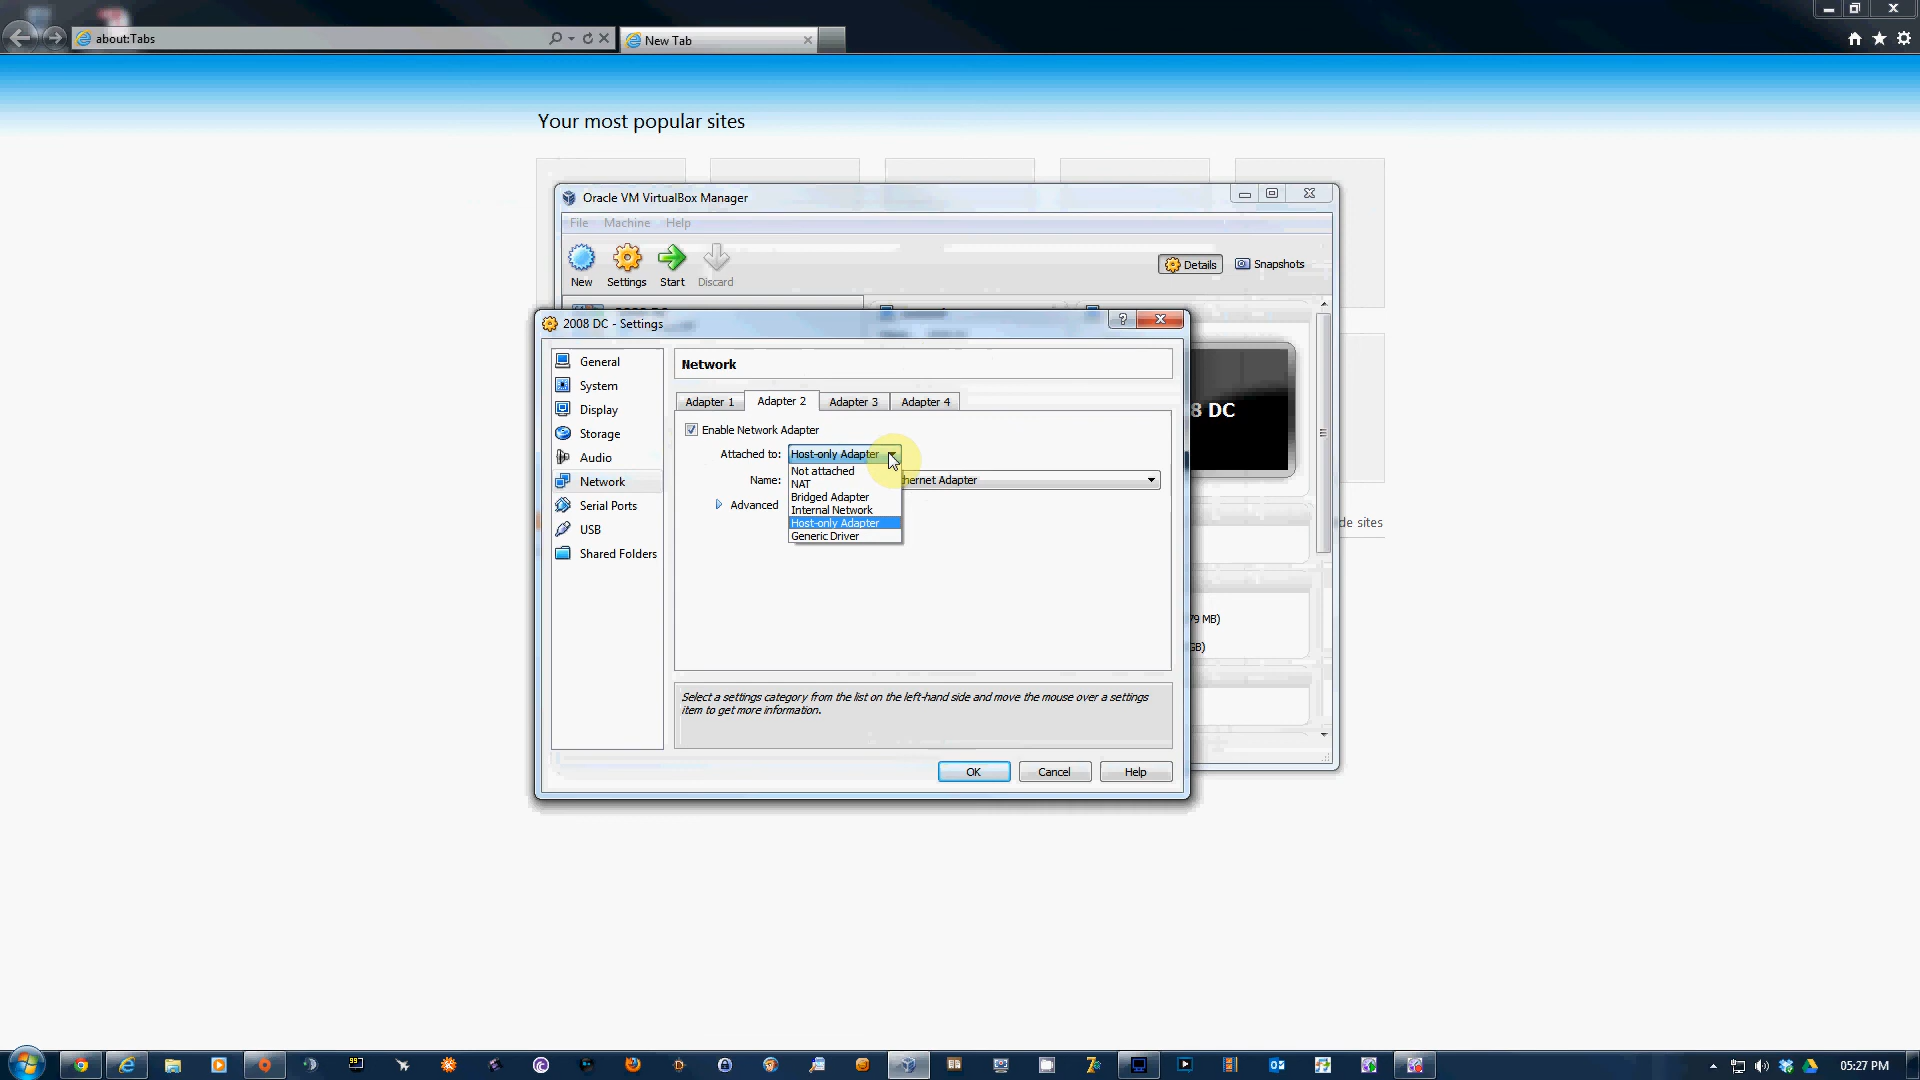 about:Tabs
New Tab
Your most popular sites
Oracle VM VirtualBox Manager
File Machine Help
New Settings Start Discard
Details Snapshots
2008 DC - Settings
General
System
Display
Storage
Audio
Network
Serial Ports
USB
Shared Folders
Network
Adapter 1 Adapter 2 Adapter 3 Adapter 4
Enable Network Adapter
Attached to: Host-only Adapter
Not attached
NAT
Bridged Adapter
Internal Network
Host-only Adapter
Generic Driver
Name: hernet Adapter
Advanced
8 DC
de sites
79 MB)
GB)
Select a settings category from the list on the left-hand side and move the mouse over a settings
item to get more information.
OK Cancel Help
05:27 PM